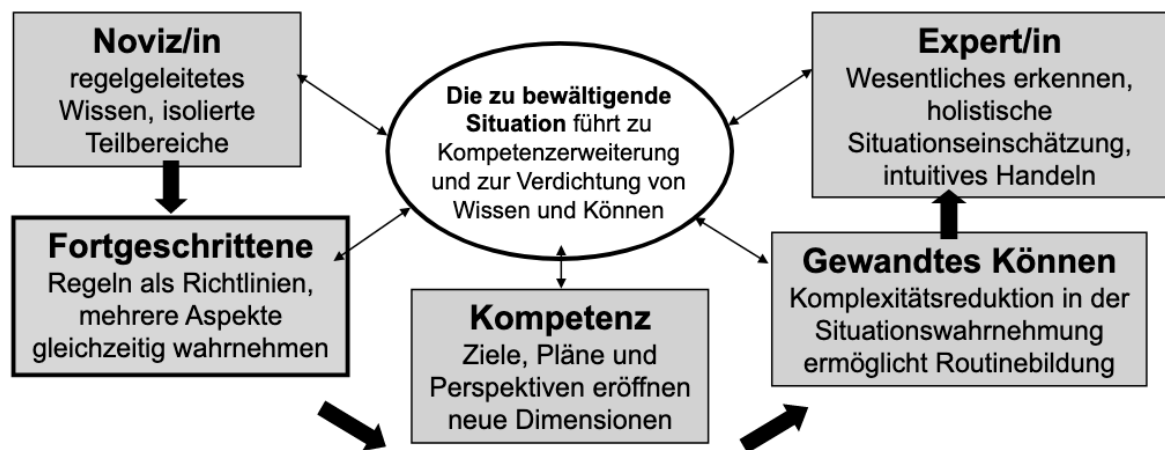 Noviz/in
regelgeleitetes
Wissen, isolierte
Teilbereiche
Die zu bewältigende
Situation führt zu
Kompetenzerweiterung
und zur Verdichtung von
Wissen und Können
Expert/in
Wesentliches erkennen,
holistische
Situationseinschätzung,
intuitives Handeln
Fortgeschrittene
Regeln als Richtlinien,
mehrere Aspekte
gleichzeitig wahrnehmen
Kompetenz
Ziele, Pläne und
Perspektiven eröffnen
neue Dimensionen
Gewandtes Können
Komplexitätsreduktion in der
Situationswahrnehmung
ermöglicht Routinebildung